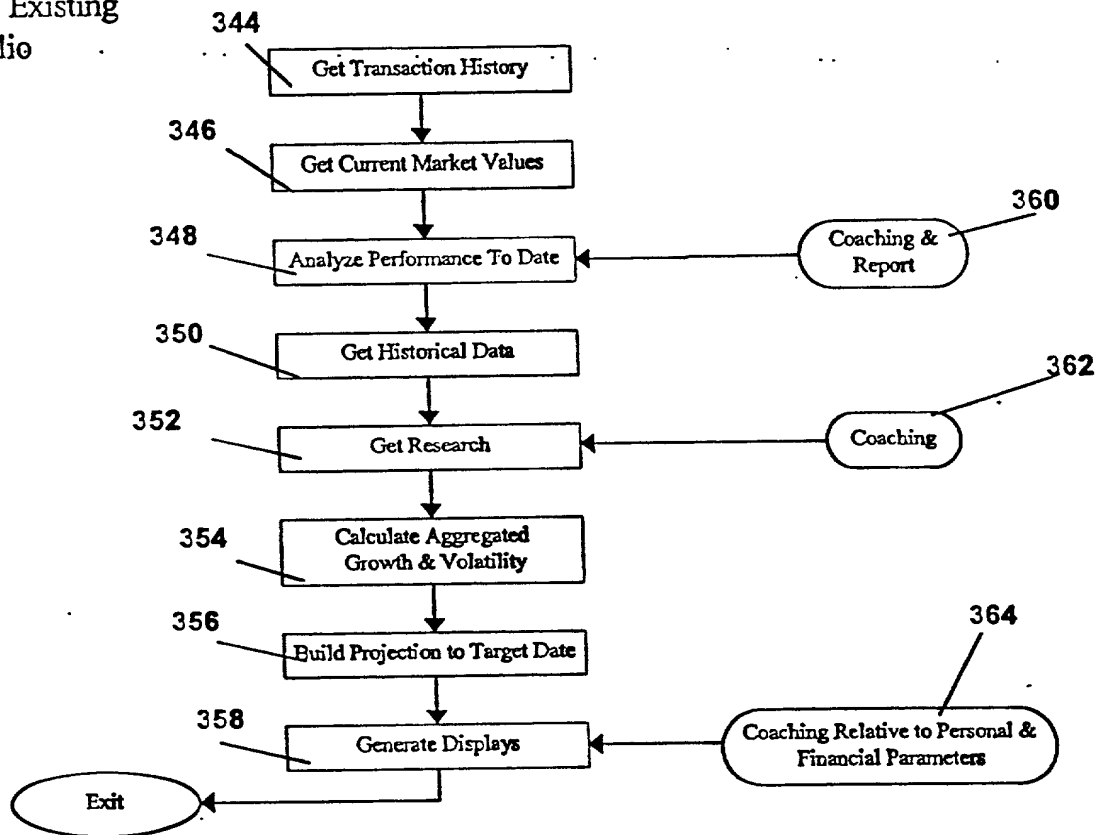 Existing
lio
344
Get Transaction History
346
Get Current Market Values
348
Analyze Performance To Date
360
Coaching &
Report
350
Get Historical Data
362
352
Get Research
Coaching
354
Calculate Aggregated
Growth & Volatility
356
Build Projection to Target Date
364
358
Generate Displays
Coaching Relative to Personal &
Financial Parameters
Exit